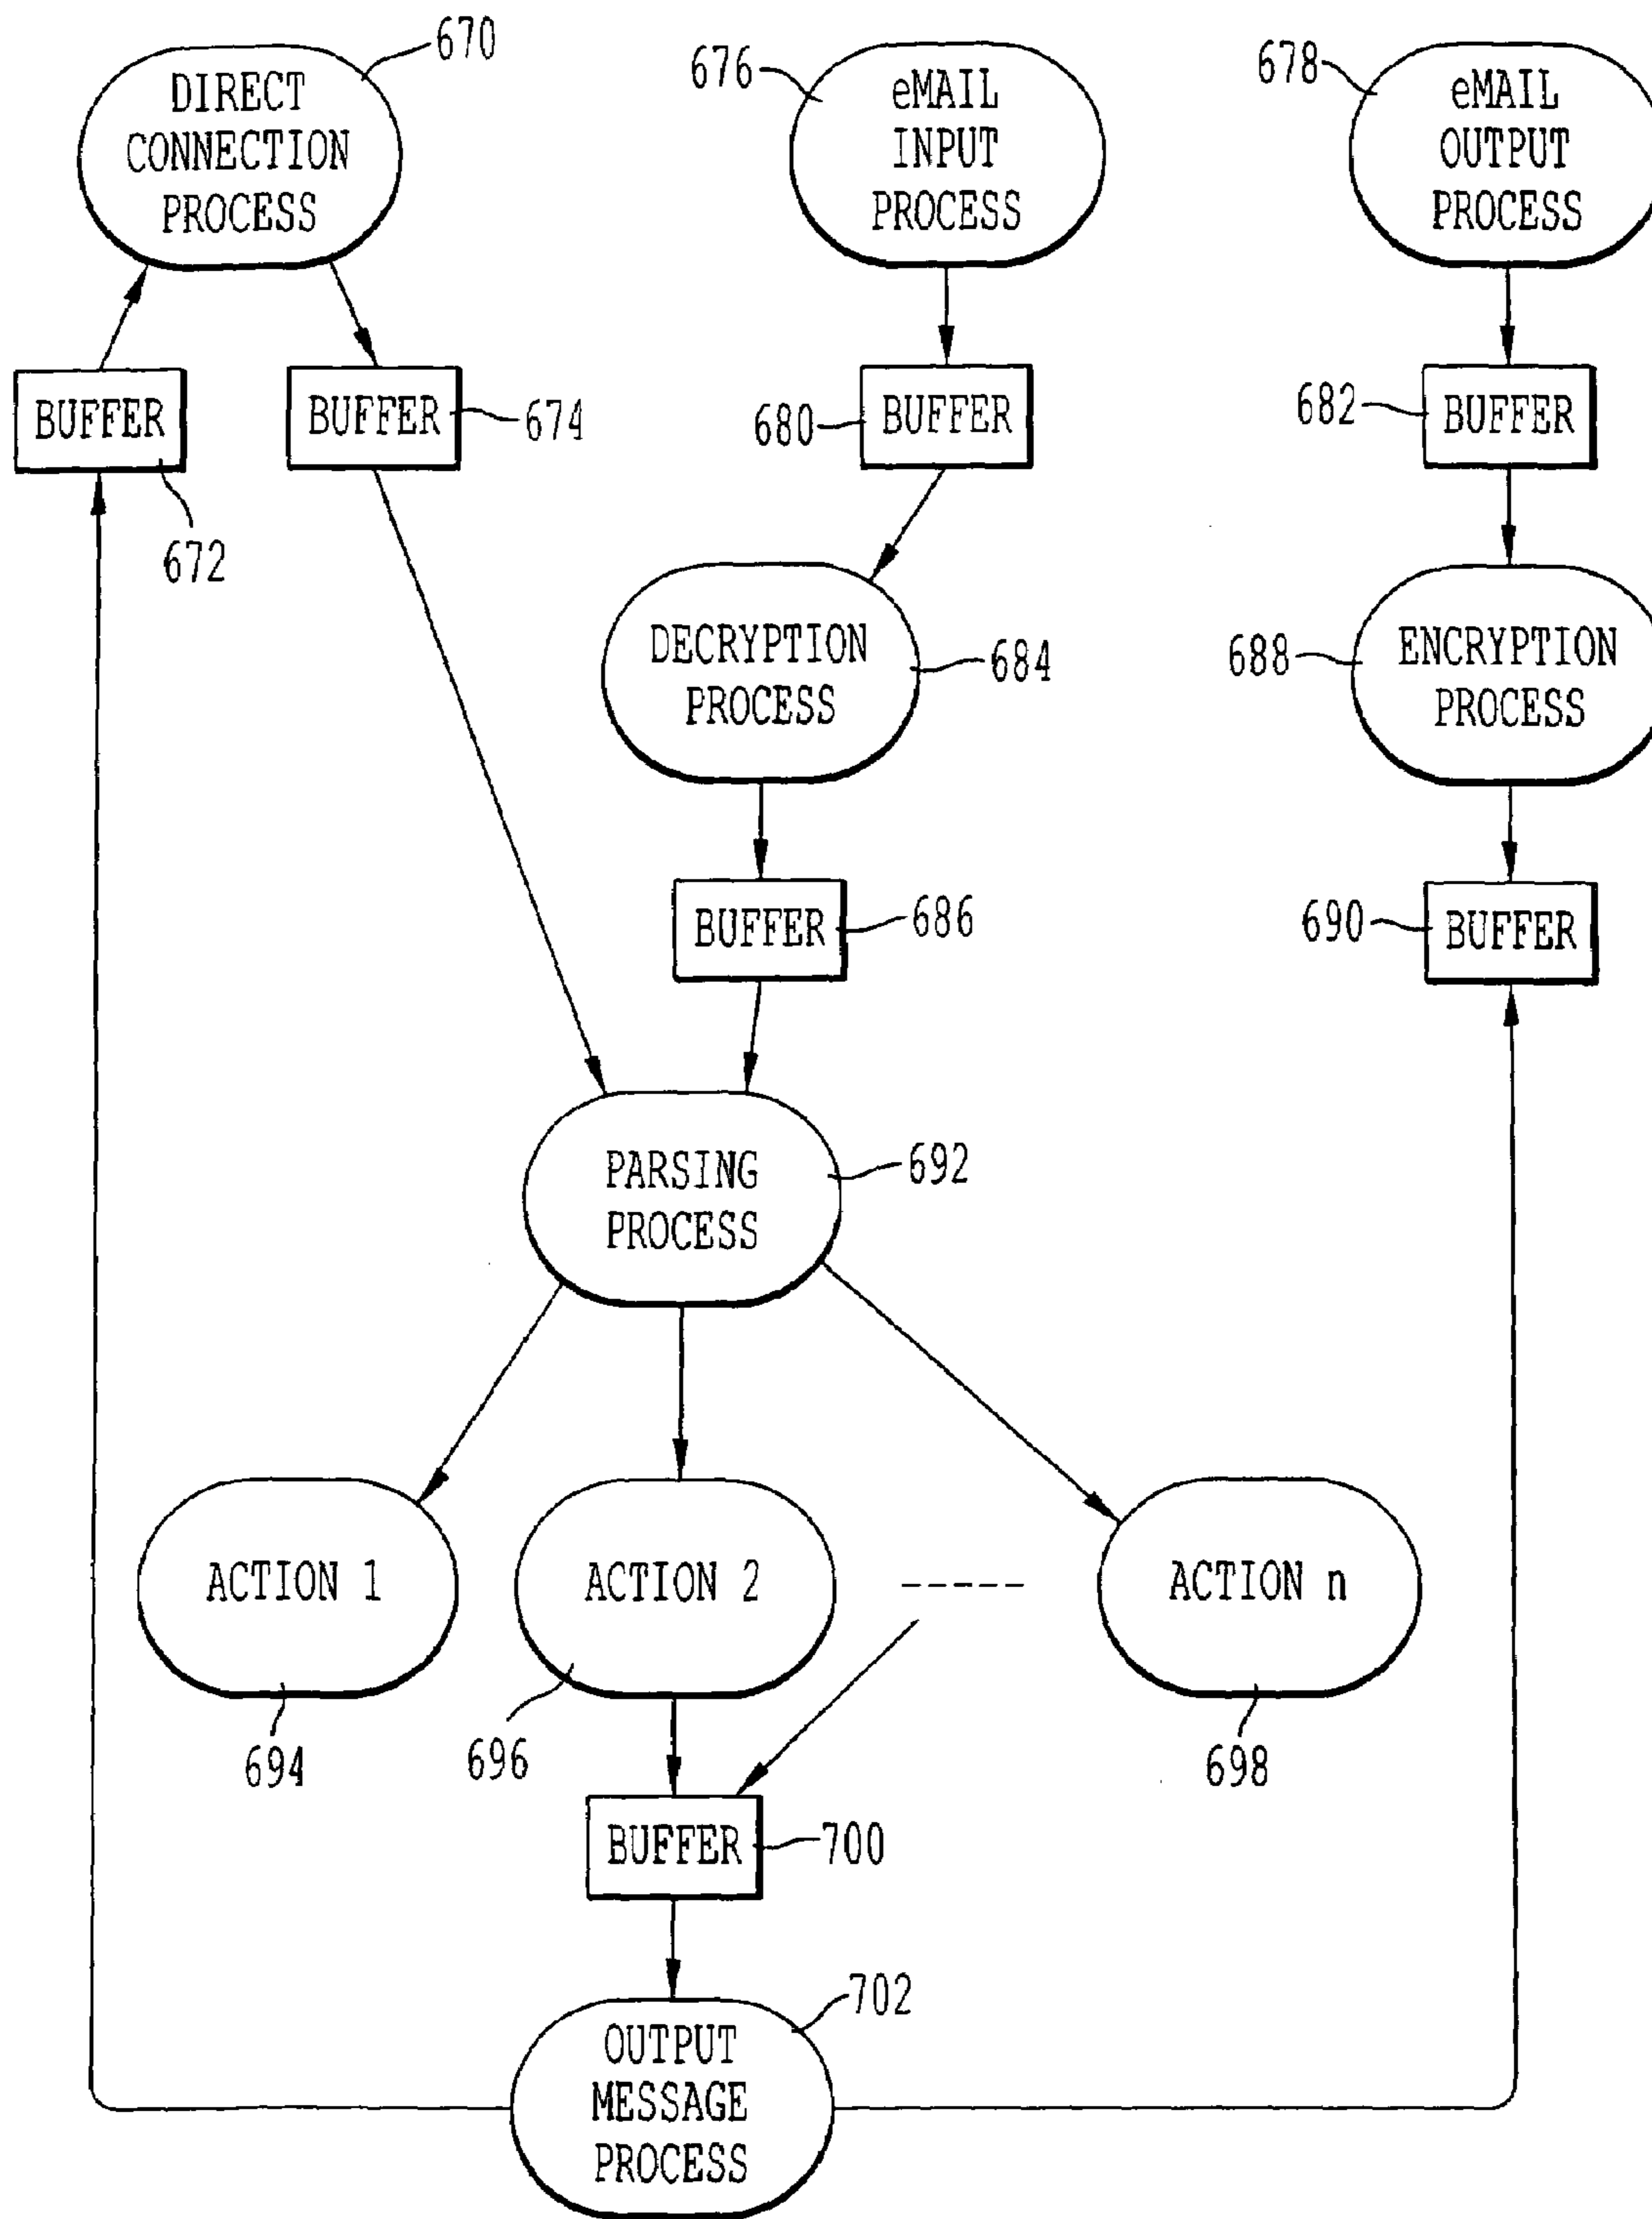 670
DIRECT
CONNECTION
PROCESS
676
eMAIL
INPUT
PROCESS
678
eMAIL
OUTPUT
PROCESS
BUFFER
672
BUFFER
674
680
BUFFER
682
BUFFER
DECRYPTION
PROCESS
684
688
ENCRYPTION
PROCESS
BUFFER
686
690
BUFFER
PARSING
PROCESS
692
ACTION 1
694
ACTION 2
696
-----
ACTION n
698
BUFFER
700
702
OUTPUT
MESSAGE
PROCESS